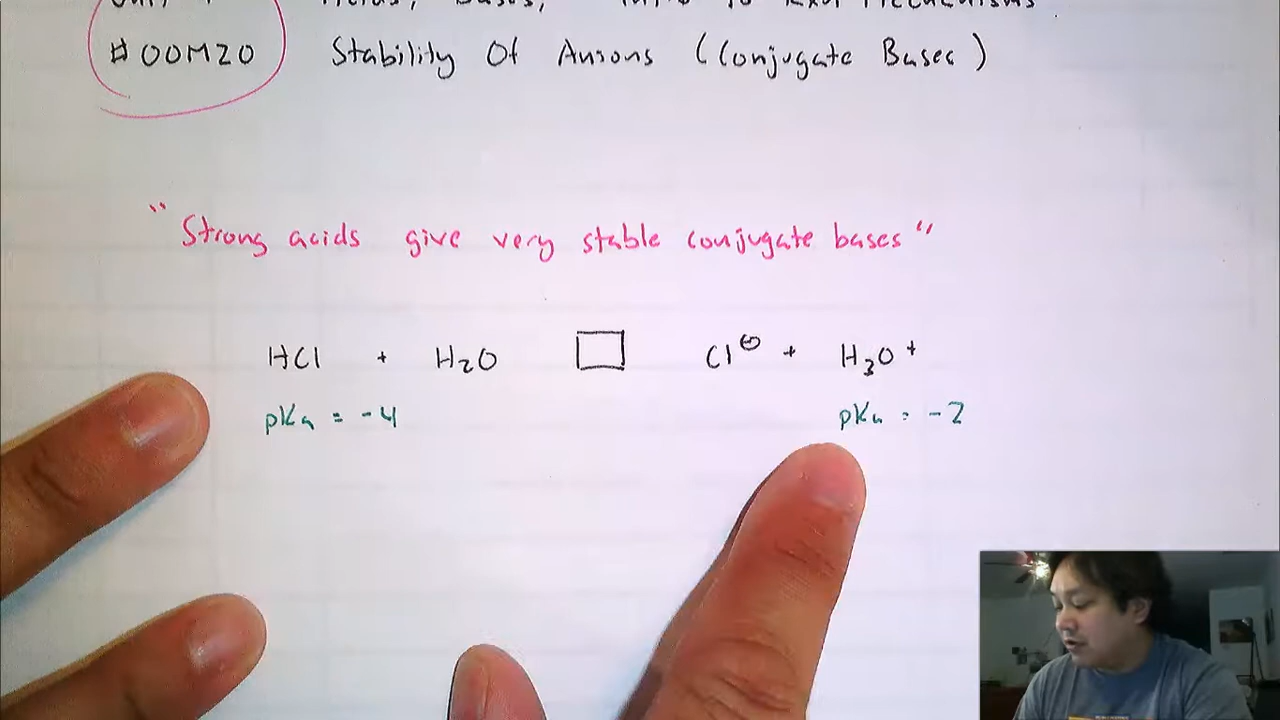 #OOM20 Stability Of Anions (Conjugate Bases)
"Strong acids give very stable conjugate bases"
HCl + H₂O □ Cl⊖ + H₃O⁺
pKa = -4 pKa = -2